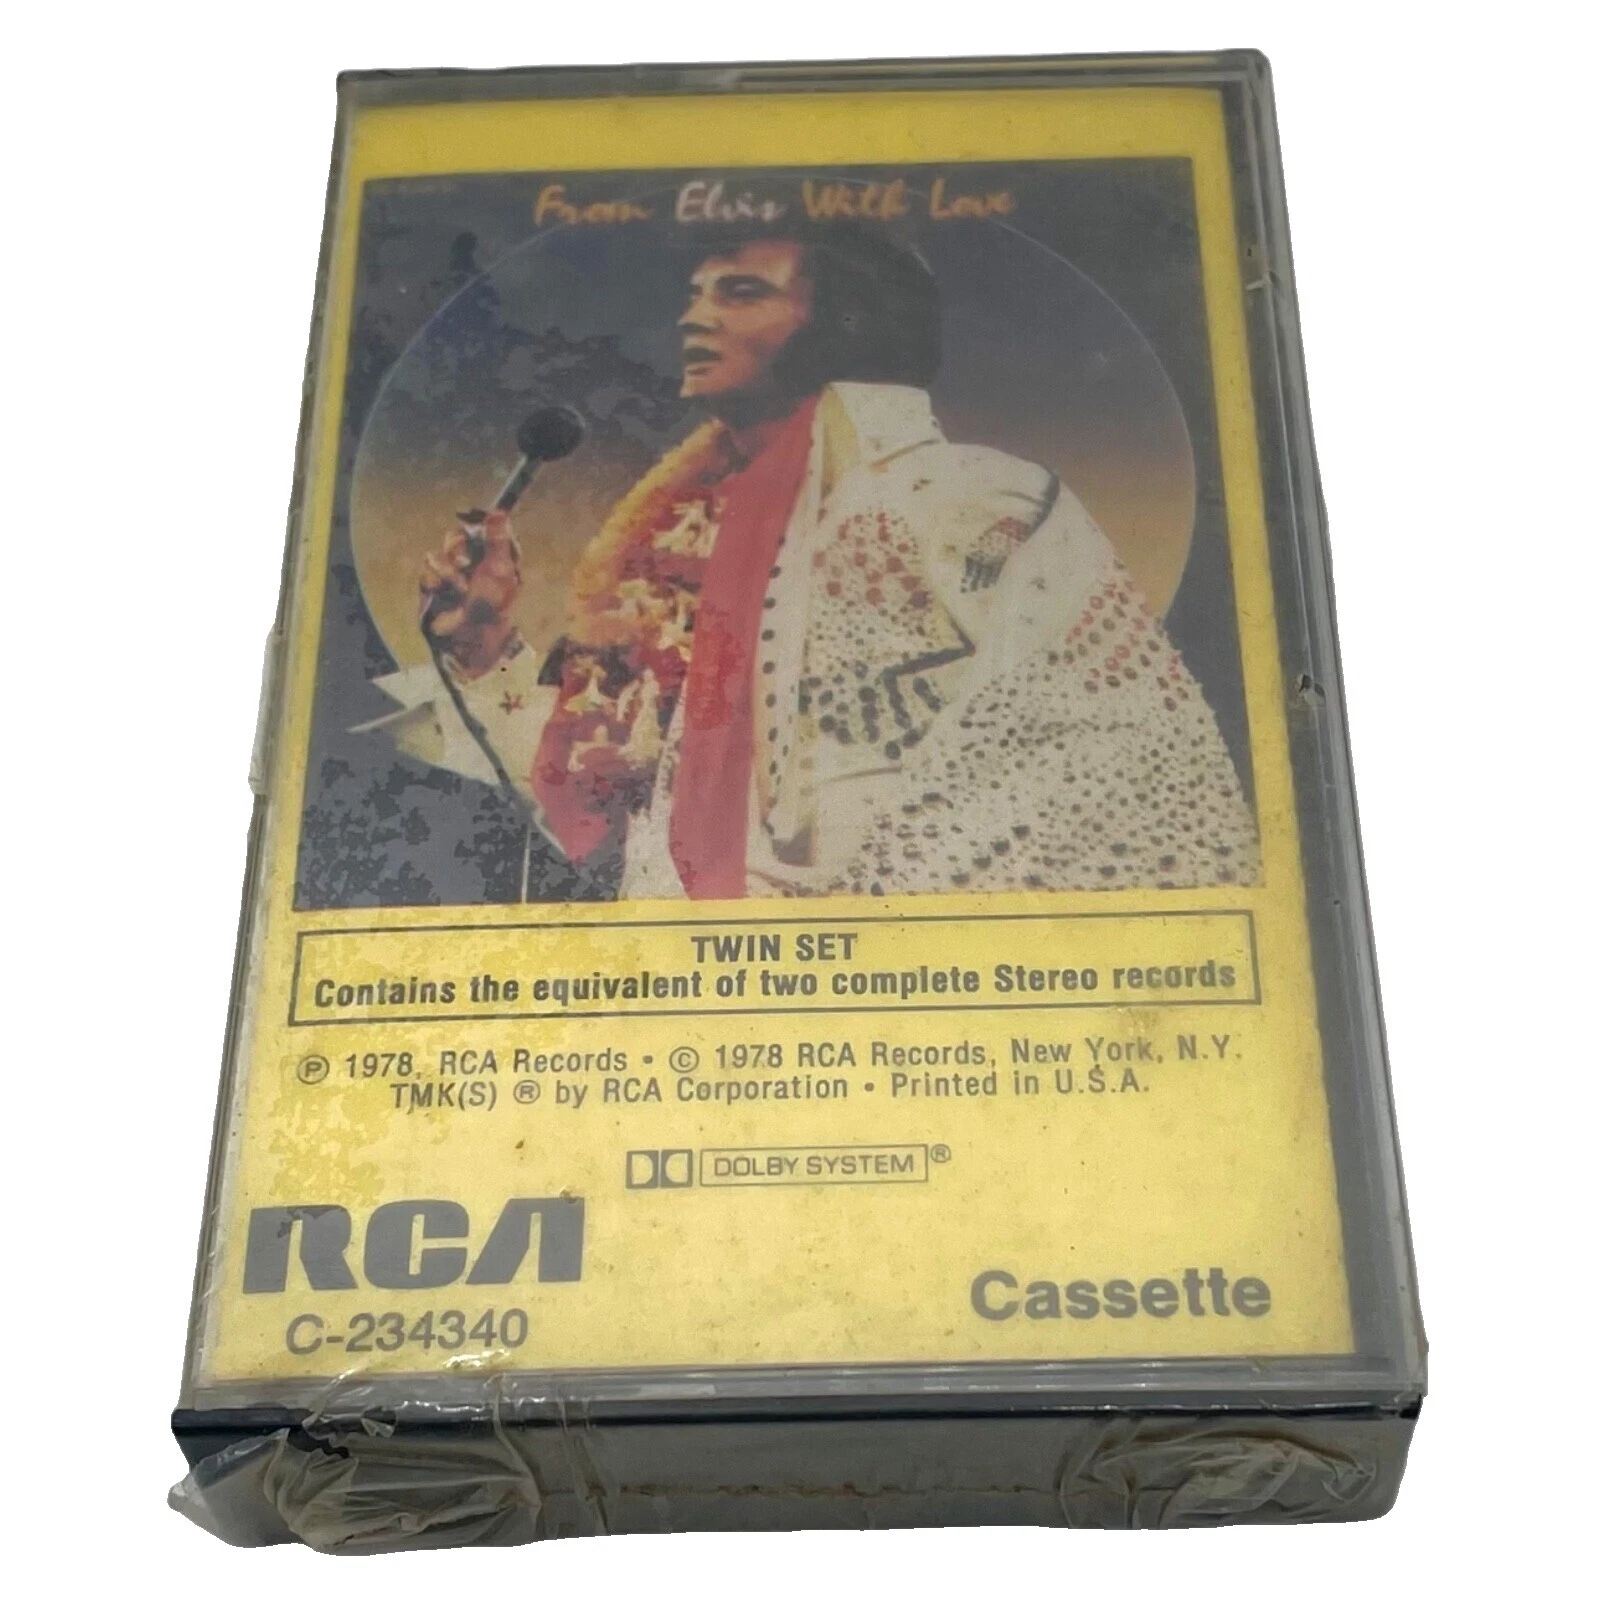 From Elvis With Love
TWIN SET
Contains the equivalent of two complete Stereo records
Ⓟ 1978, RCA Records • © 1978 RCA Records, New York, N.Y.
TMK(S) ® by RCA Corporation • Printed in U.S.A.
DOLBY SYSTEM®
RCA
C-234340
Cassette